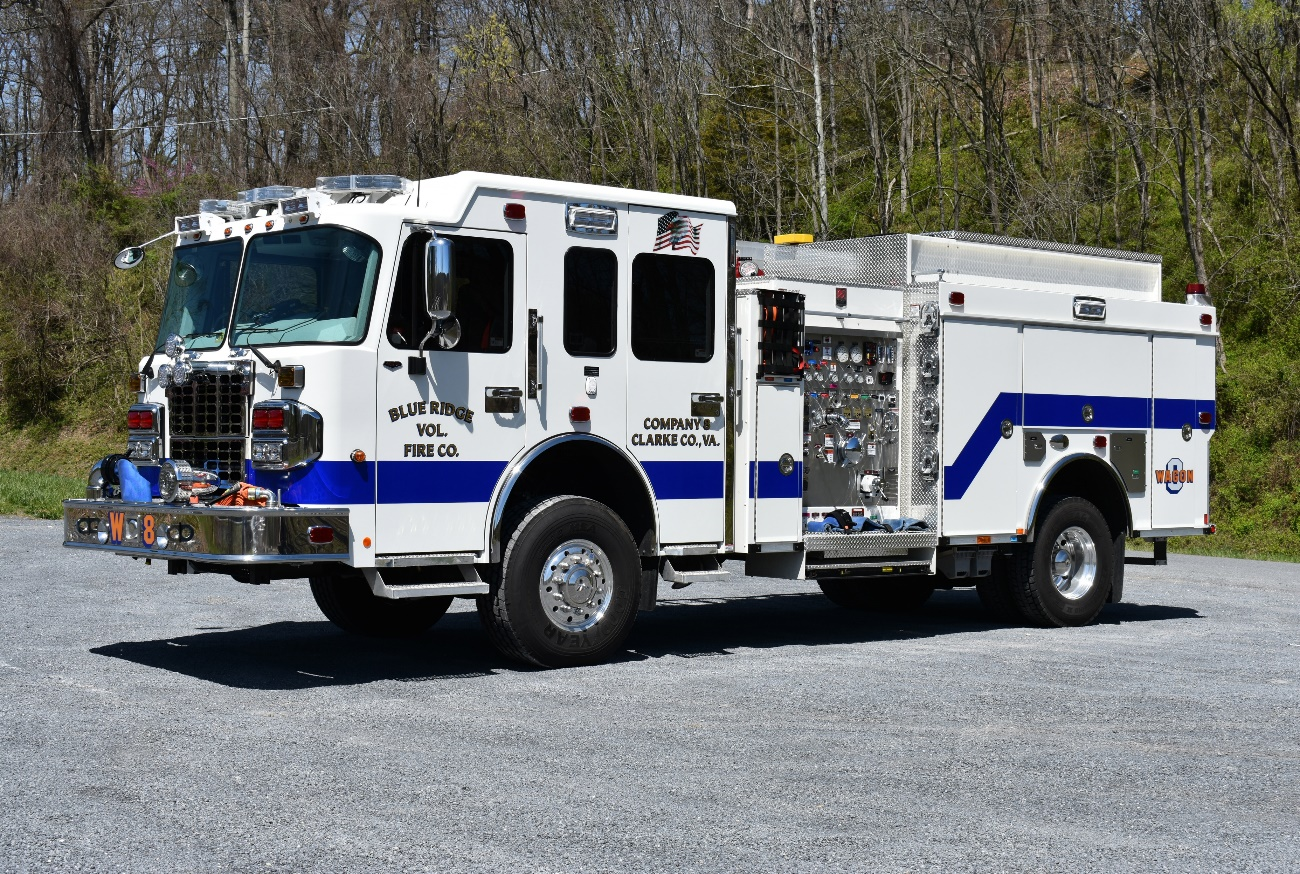 BLUE RIDGE
VOL.
FIRE CO.
COMPANY 8
CLARKE CO., VA.
W 8
8
WAGON